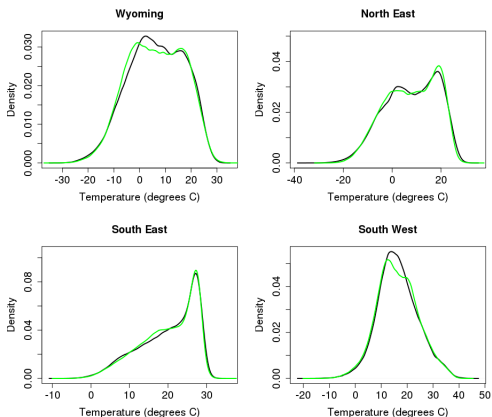 Wyoming
North East
Density
0.000 0.010 0.020 0.030
-30 -20 -10 0 10 20 30
Temperature (degrees C)
Density
0.00 0.02 0.04
-40 -20 0 20
Temperature (degrees C)
South East
South West
Density
0.00 0.04 0.08
-10 0 10 20 30
Temperature (degrees C)
Density
0.00 0.02 0.04
-20 -10 0 10 20 30 40 50
Temperature (degrees C)